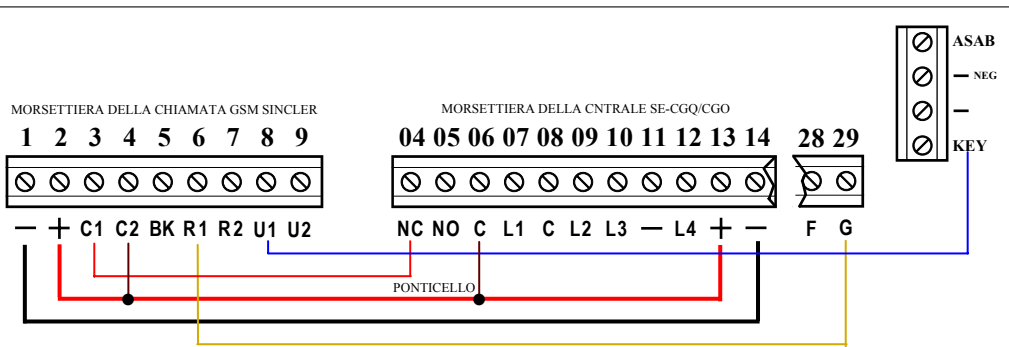 MORSETTIERA DELLA CHIAMATA GSM SINCLER
1 2 3 4 5 6 7 8 9
— + C1 C2 BK R1 R2 U1 U2
MORSETTIERA DELLA CNTRALE SE-CGQ/CGO
04 05 06 07 08 09 10 11 12 13 14 28 29
NC NO C L1 C L2 L3 — L4 + — F G
PONTICELLO
ASAB
— NEG
—
KEY